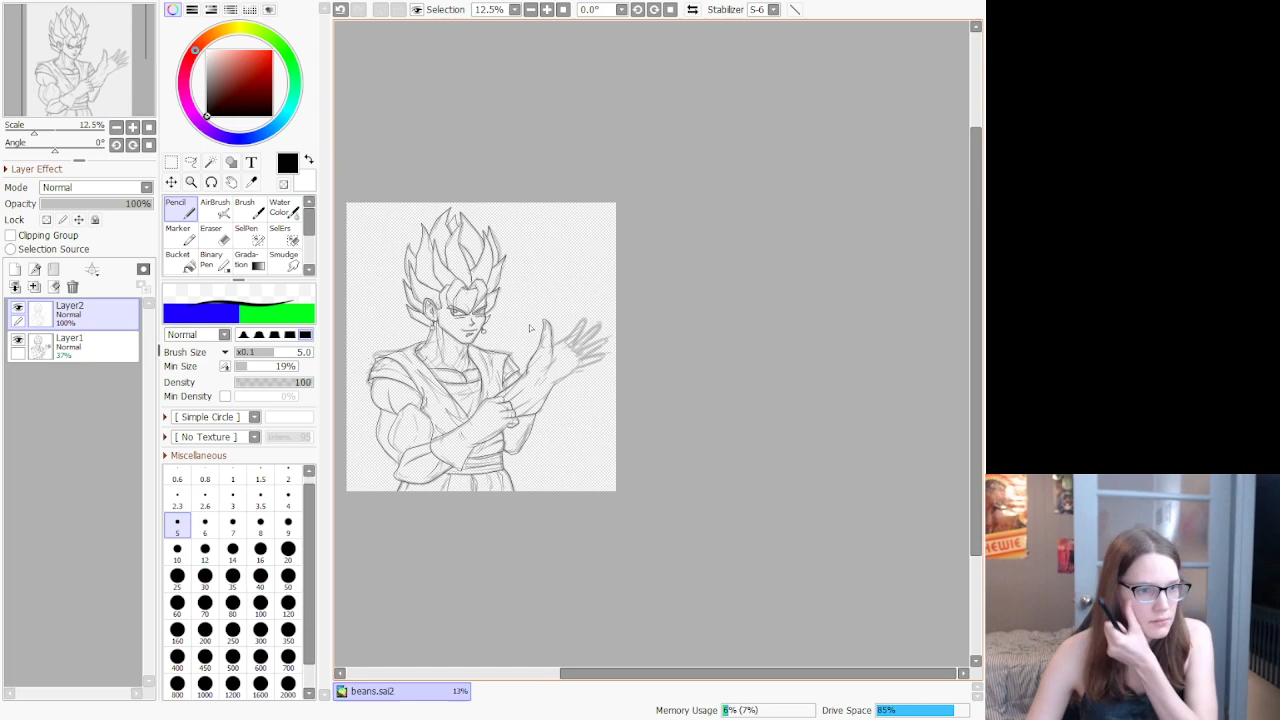 Selection 12.5% 0.0° Stabilizer S-6
Scale 12.5%
Angle 0°
Layer Effect
Mode Normal
Opacity 100%
Lock
Clipping Group
Selection Source
Layer2
Normal
100%
Layer1
Normal
37%
T
Pencil AirBrush Brush Water Color
Marker Eraser SelPen SelErs
Bucket Binary Pen Grada-tion Smudge
Normal
Brush Size x0.1 5.0
Min Size 19%
Density 100
Min Density 0%
[ Simple Circle ]
[ No Texture ] 95
Miscellaneous
0.6 0.8 1 1.5 2
2.3 2.6 3 3.5 4
5 6 7 8 9
10 12 14 16 20
25 30 35 40 50
60 70 80 100 120
160 200 250 300 350
400 450 500 600 700
800 1000 1200 1600 2000
beans.sai2 13%
Memory Usage 6% (7%) Drive Space 85%
HEWIE